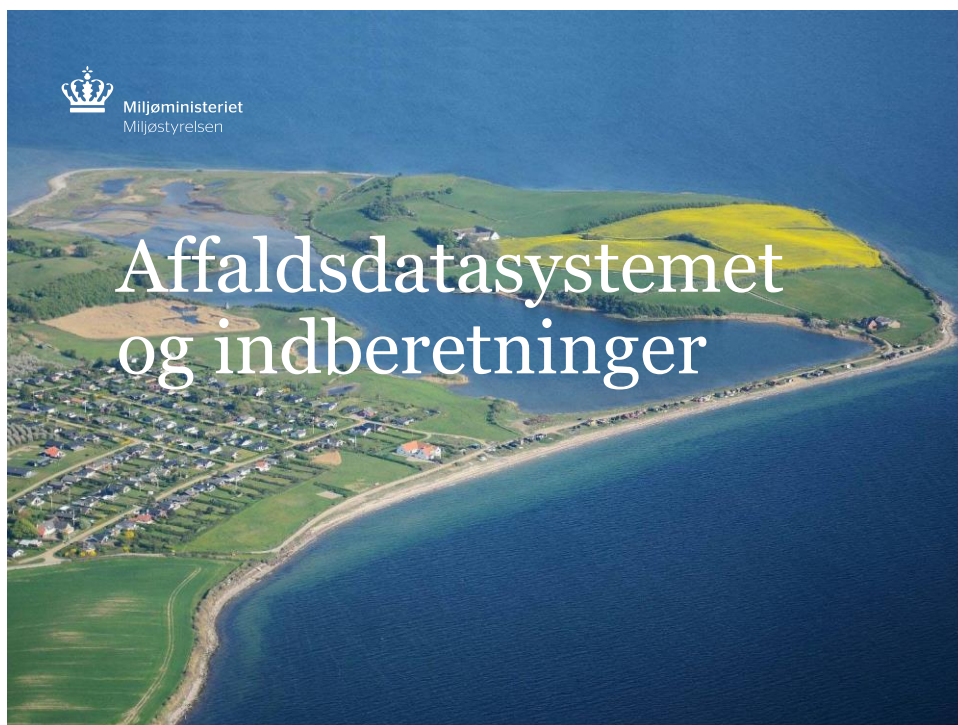 Miljøministeriet
Miljøstyrelsen
Affaldsdatasystemet
og indberetninger